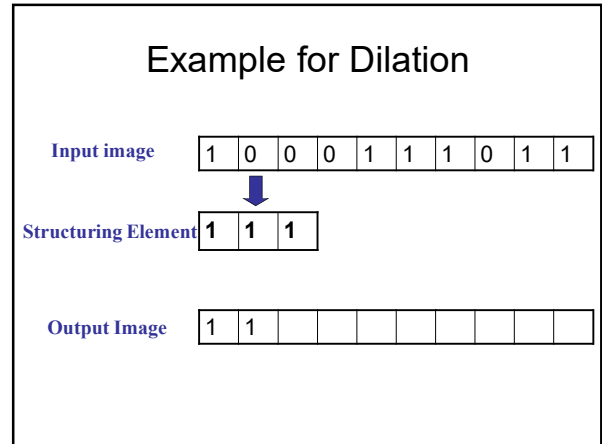 Example for Dilation
Input image 1 0 0 0 1 1 1 0 1 1
Structuring Element 1 1 1
Output Image 1 1